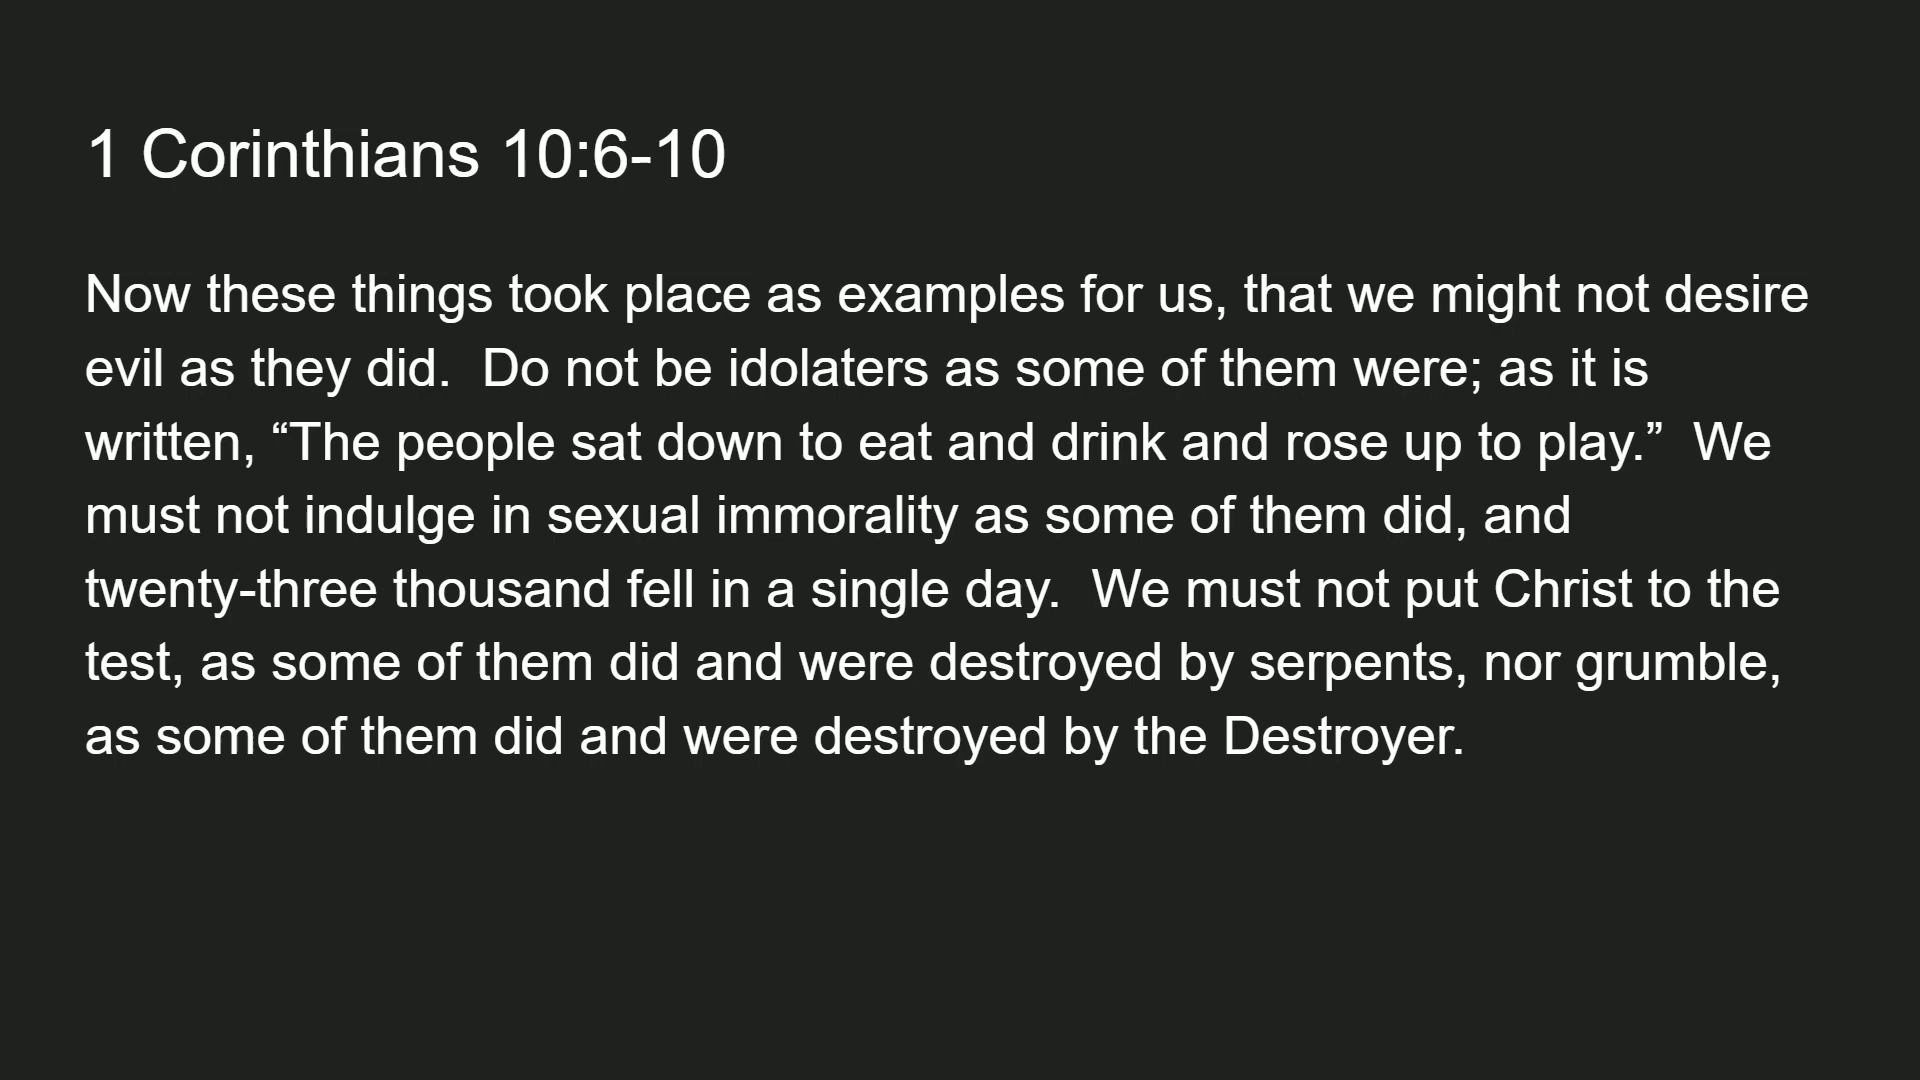 1 Corinthians 10:6-10
Now these things took place as examples for us, that we might not desire
evil as they did.  Do not be idolaters as some of them were; as it is
written, “The people sat down to eat and drink and rose up to play.”  We
must not indulge in sexual immorality as some of them did, and
twenty-three thousand fell in a single day.  We must not put Christ to the
test, as some of them did and were destroyed by serpents, nor grumble,
as some of them did and were destroyed by the Destroyer.